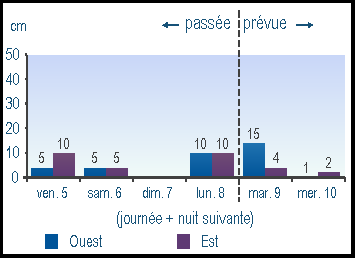 ← passée prévue →
cm
50
40
30
20
10
0
5 10 5 5 10 10 15 4 1 2
ven. 5 sam. 6 dim. 7 lun. 8 mar. 9 mer. 10
(journée + nuit suivante)
Ouest Est